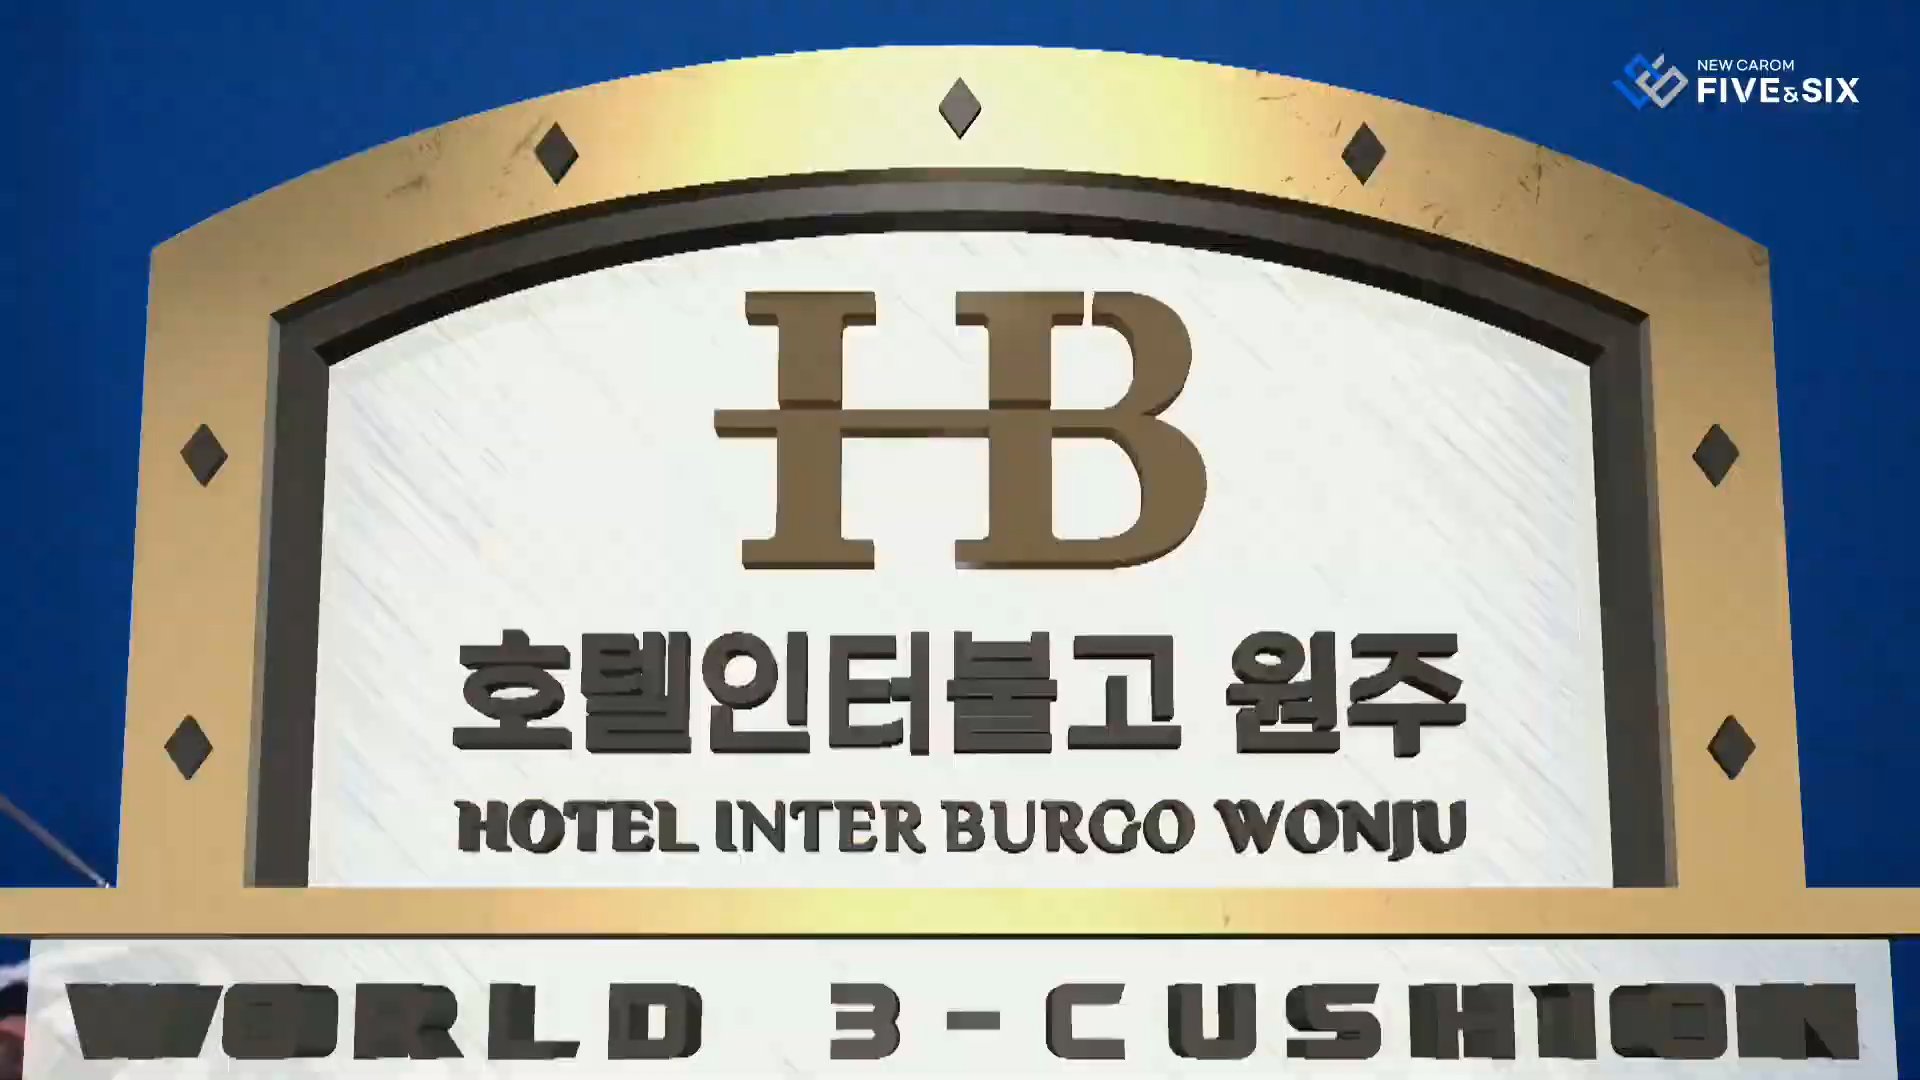 NEW CAROM
FIVE&SIX
HB
호텔인터불고 원주
HOTEL INTER BURGO WONJU
WORLD 3-CUSHION